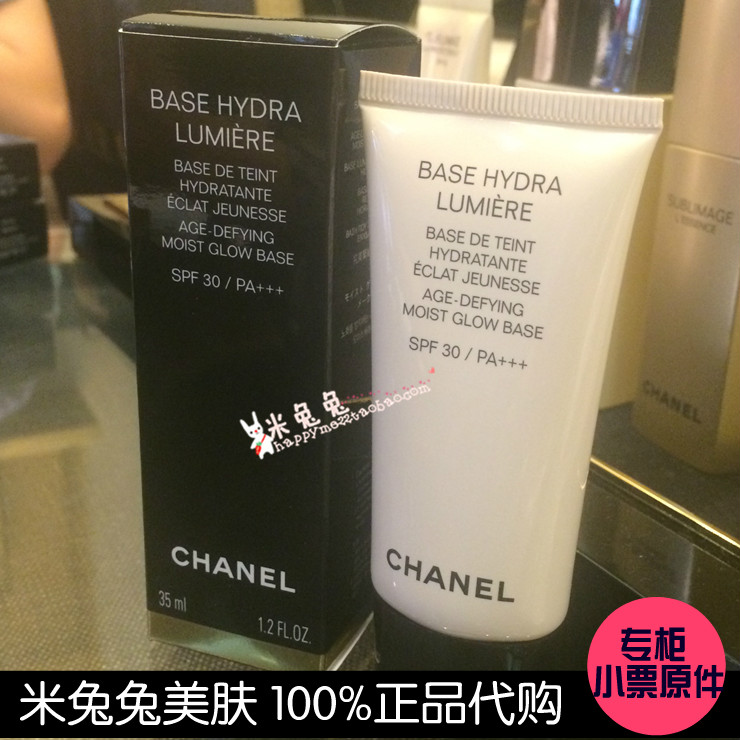 BASE HYDRA
LUMIÈRE
BASE DE TEINT
HYDRATANTE
ÉCLAT JEUNESSE
AGE-DEFYING
MOIST GLOW BASE
SPF 30 / PA+++
CHANEL
35 ml
1.2 FL.OZ.
BASE HYDRA
LUMIÈRE
BASE DE TEINT
HYDRATANTE
ÉCLAT JEUNESSE
AGE-DEFYING
MOIST GLOW BASE
SPF 30 / PA+++
CHANEL
SUBLIMAGE
L'ESSENCE
CHANEL
米兔兔
专柜
小票原件
米兔兔美肤 100%正品代购